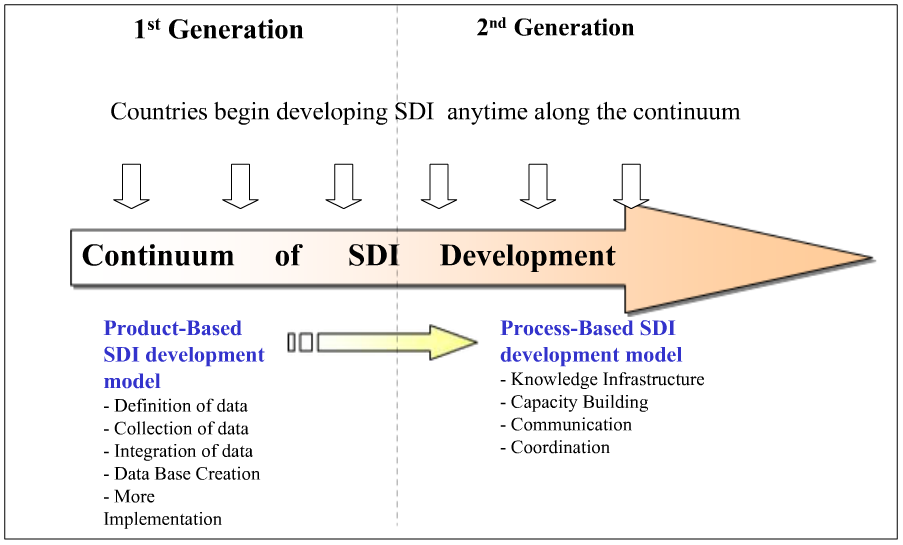 1st Generation
2nd Generation
Countries begin developing SDI anytime along the continuum
Continuum of SDI Development
Product-Based
SDI development
model
- Definition of data
- Collection of data
- Integration of data
- Data Base Creation
- More
Implementation
Process-Based SDI
development model
- Knowledge Infrastructure
- Capacity Building
- Communication
- Coordination